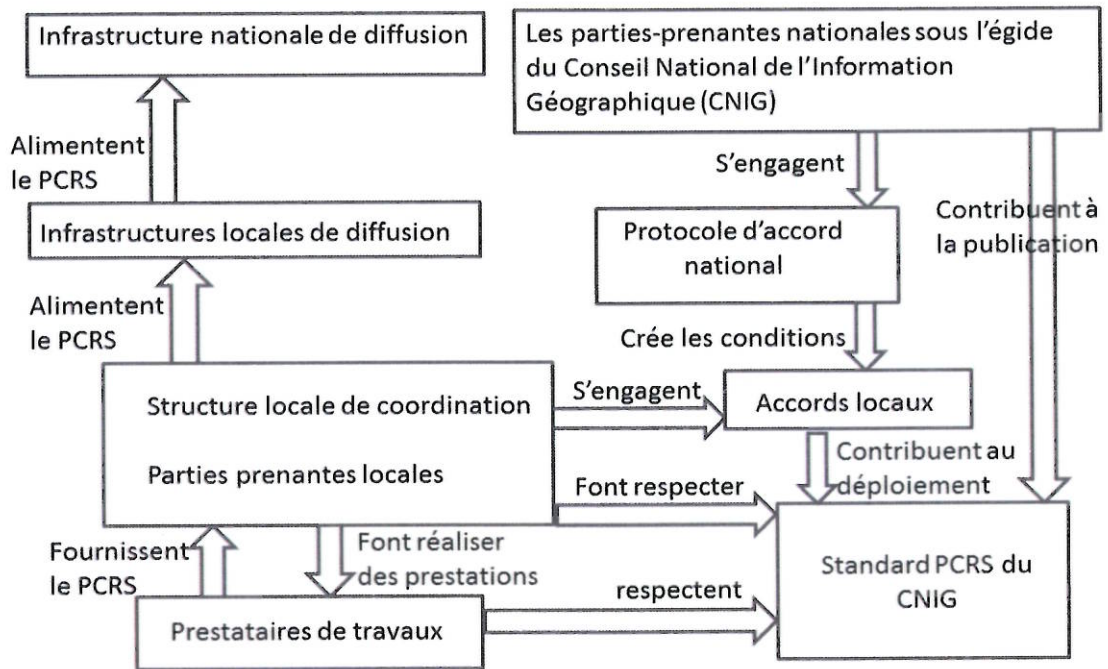 Infrastructure nationale de diffusion
Les parties-prenantes nationales sous l'égide
du Conseil National de l'Information
Géographique (CNIG)
Alimentent
le PCRS
S'engagent
Contribuent à
la publication
Infrastructures locales de diffusion
Protocole d'accord
national
Alimentent
le PCRS
Crée les conditions
Structure locale de coordination
Parties prenantes locales
S'engagent
Accords locaux
Contribuent au
déploiement
Font respecter
Fournissent
le PCRS
Font réaliser
des prestations
Standard PCRS du
CNIG
respectent
Prestataires de travaux